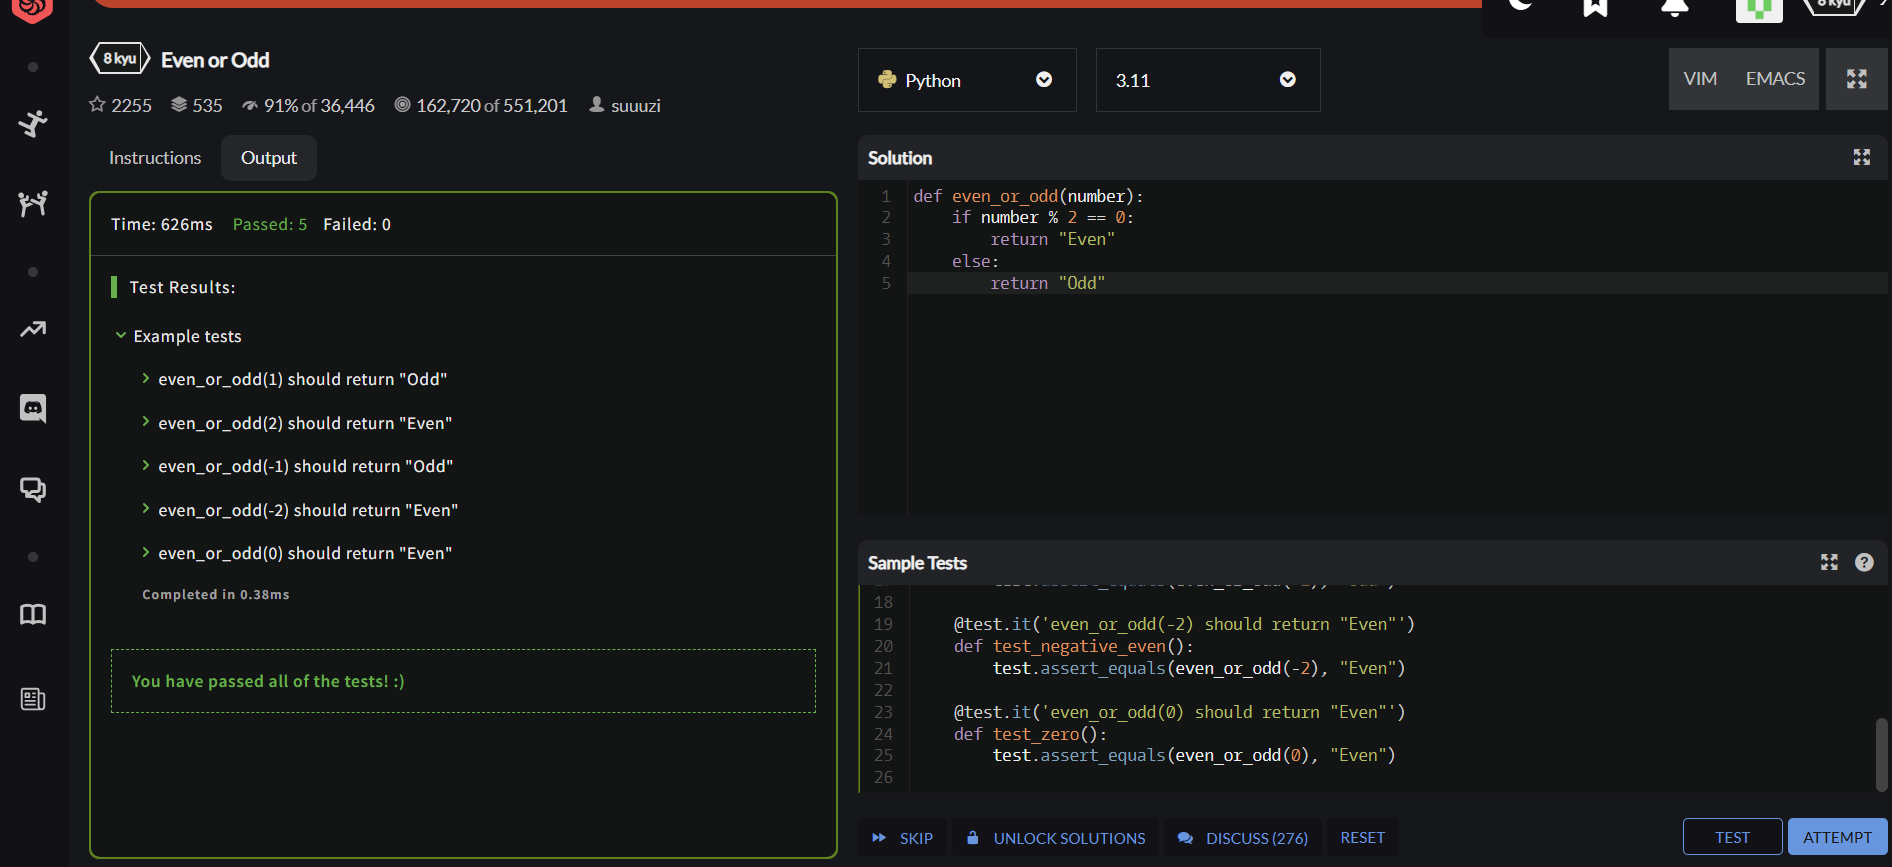 8 kyu
8 kyu Even or Odd
2255 535 91% of 36,446 162,720 of 551,201 suuuzi
Instructions Output
Time: 626ms Passed: 5 Failed: 0
Test Results:
Example tests
even_or_odd(1) should return "Odd"
even_or_odd(2) should return "Even"
even_or_odd(-1) should return "Odd"
even_or_odd(-2) should return "Even"
even_or_odd(0) should return "Even"
Completed in 0.38ms
You have passed all of the tests! :)
Python 3.11 VIM EMACS
Solution
1 def even_or_odd(number):
2     if number % 2 == 0:
3         return "Even"
4     else:
5         return "Odd"
Sample Tests
18
19     @test.it('even_or_odd(-2) should return "Even"')
20     def test_negative_even():
21         test.assert_equals(even_or_odd(-2), "Even")
22
23     @test.it('even_or_odd(0) should return "Even"')
24     def test_zero():
25         test.assert_equals(even_or_odd(0), "Even")
26
SKIP UNLOCK SOLUTIONS DISCUSS (276) RESET TEST ATTEMPT